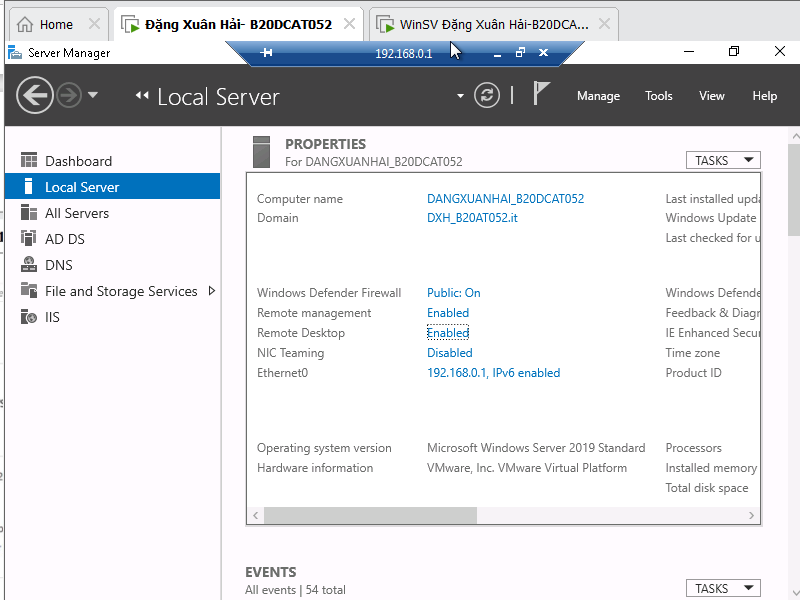 Home
Đặng Xuân Hải- B20DCAT052
WinSV Đặng Xuân Hải-B20DCA...
Server Manager
192.168.0.1
Local Server
Manage Tools View Help
Dashboard
Local Server
All Servers
AD DS
DNS
File and Storage Services
IIS
PROPERTIES
For DANGXUANHAI_B20DCAT052
TASKS
Computer name DANGXUANHAI_B20DCAT052 Last installed upda
Domain DXH_B20AT052.it Windows Update
Last checked for u
Windows Defender Firewall Public: On Windows Defende
Remote management Enabled Feedback & Diagn
Remote Desktop Enabled IE Enhanced Secur
NIC Teaming Disabled Time zone
Ethernet0 192.168.0.1, IPv6 enabled Product ID
Operating system version Microsoft Windows Server 2019 Standard Processors
Hardware information VMware, Inc. VMware Virtual Platform Installed memory
Total disk space
EVENTS
All events | 54 total
TASKS